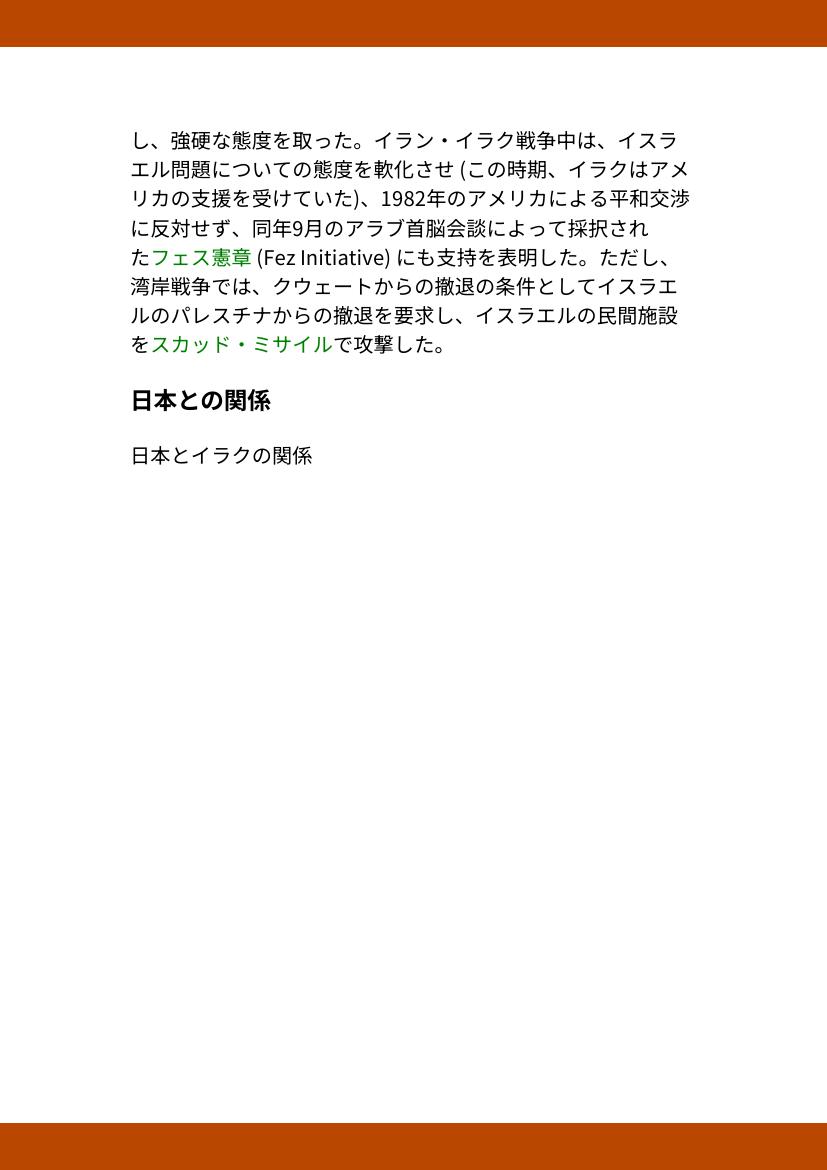 し、強硬な態度を取った。イラン・イラク戦争中は、イスラ
エル問題についての態度を軟化させ (この時期、イラクはアメ
リカの支援を受けていた)、1982年のアメリカによる平和交渉
に反対せず、同年9月のアラブ首脳会談によって採択され
たフェス憲章 (Fez Initiative) にも支持を表明した。ただし、
湾岸戦争では、クウェートからの撤退の条件としてイスラエ
ルのパレスチナからの撤退を要求し、イスラエルの民間施設
をスカッド・ミサイルで攻撃した。
日本との関係
日本とイラクの関係